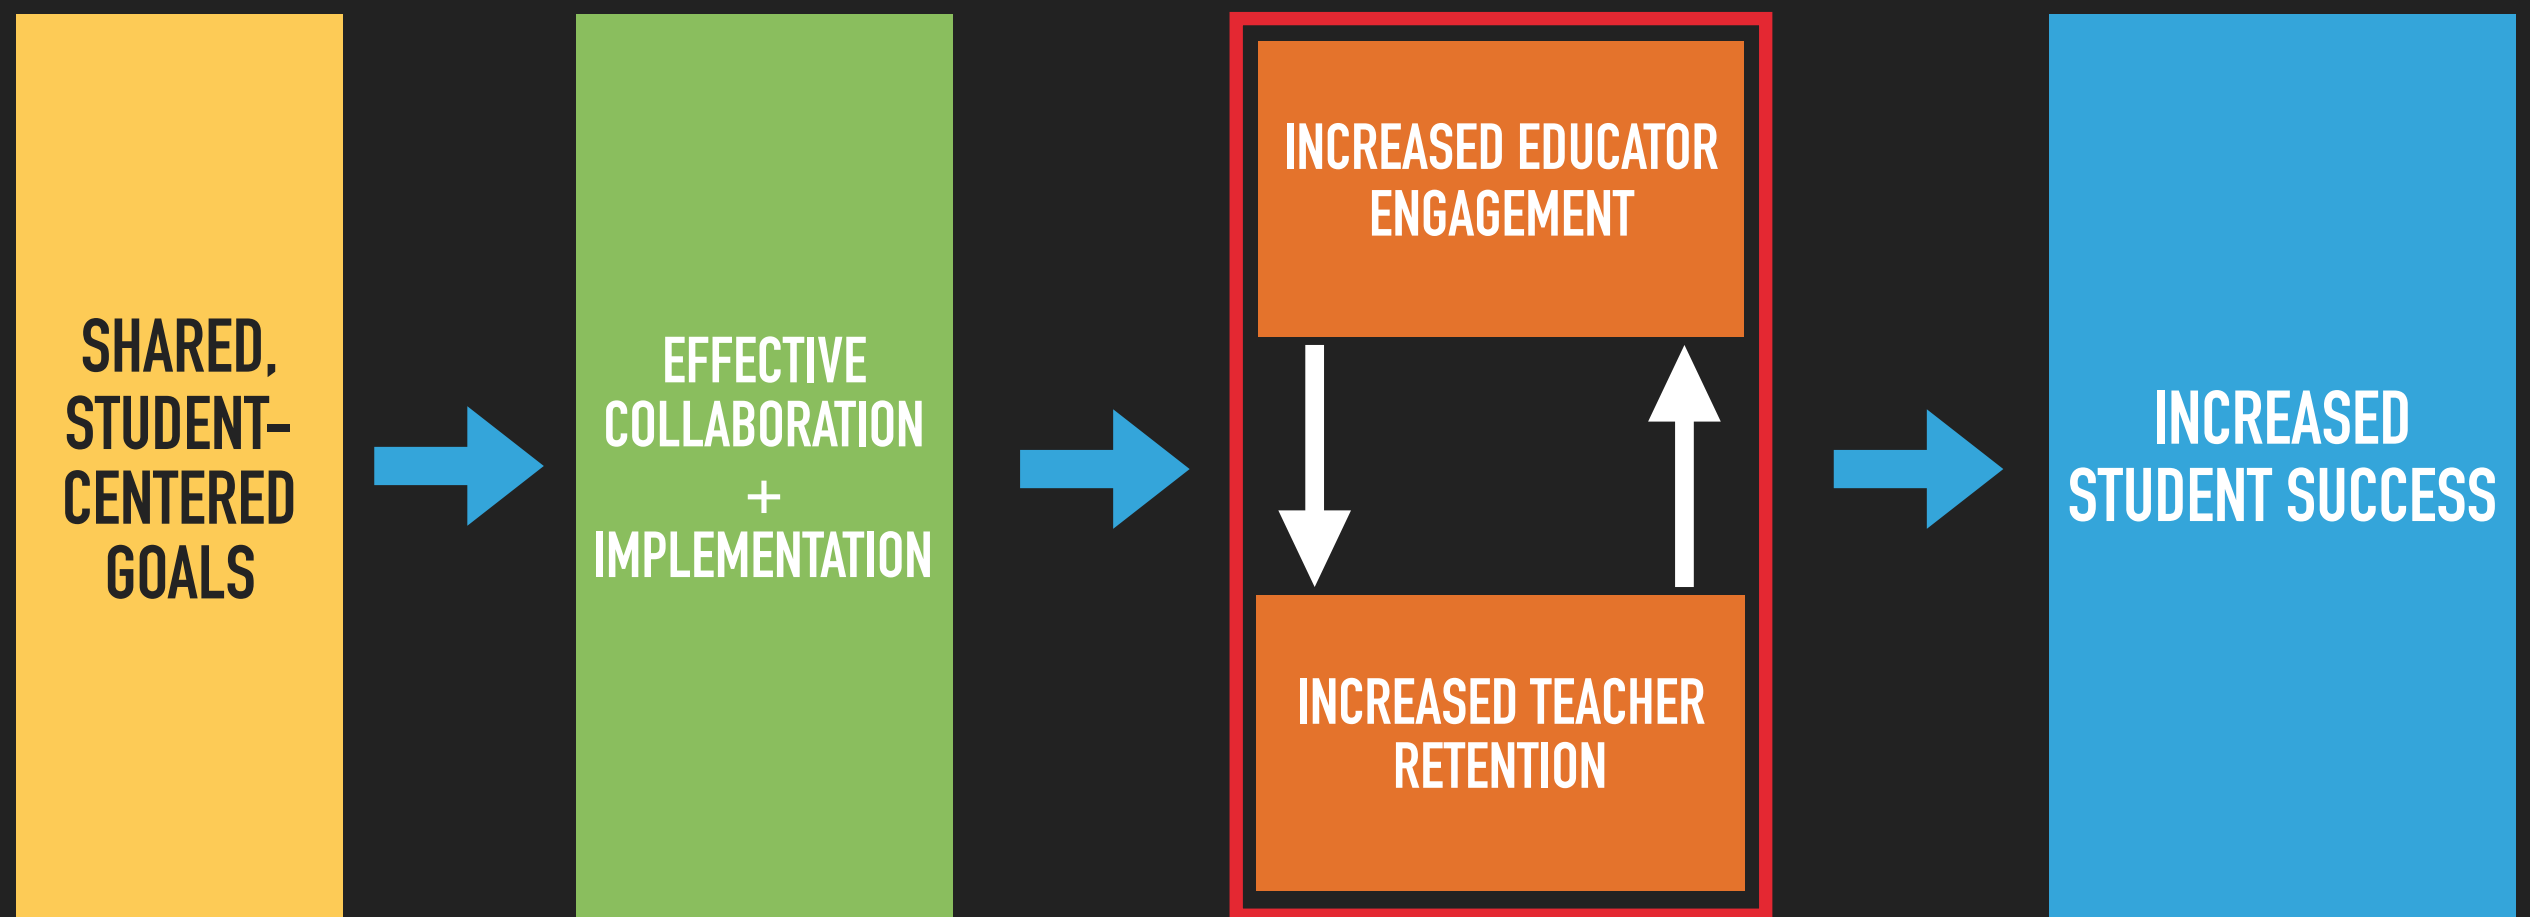 SHARED,
STUDENT-
CENTERED
GOALS
EFFECTIVE
COLLABORATION
+
IMPLEMENTATION
INCREASED EDUCATOR
ENGAGEMENT
INCREASED TEACHER
RETENTION
INCREASED
STUDENT SUCCESS